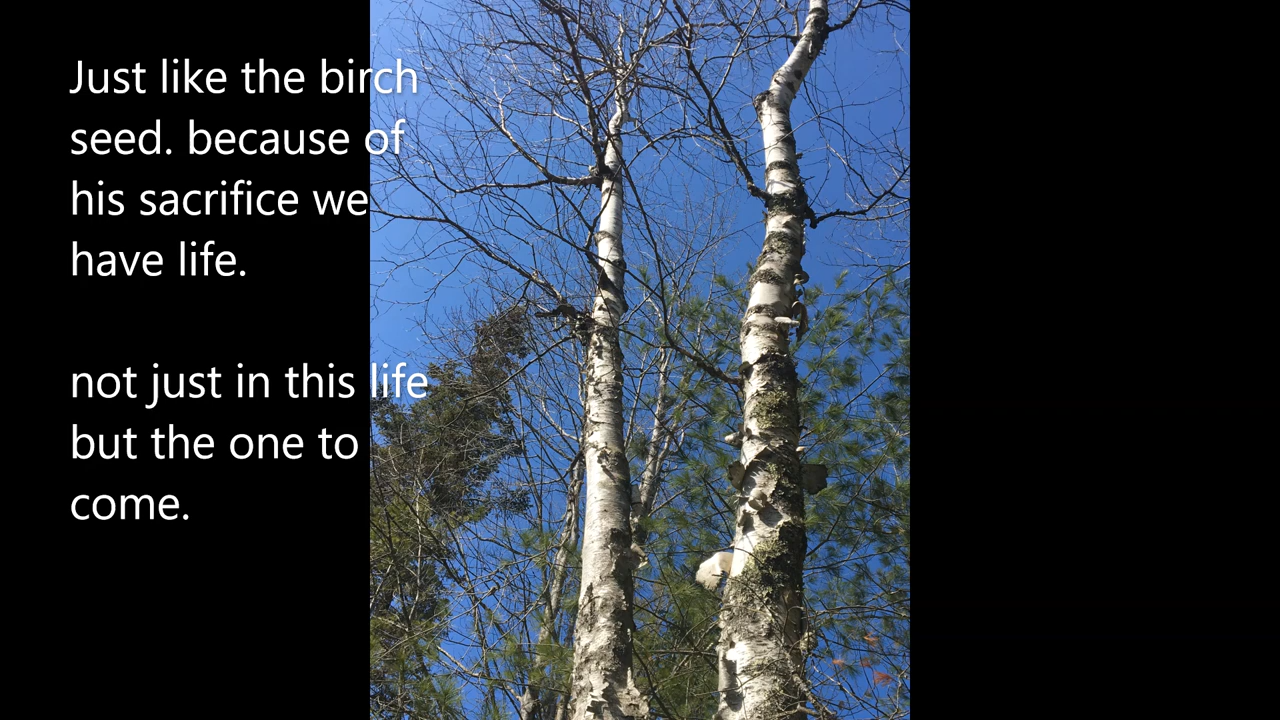 Just like the birch
seed. because of
his sacrifice we
have life.
not just in this life
but the one to
come.